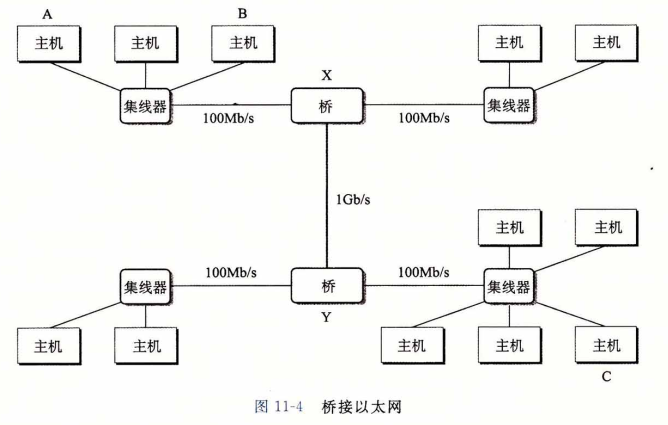 A
B
主机
主机
主机
X
主机
主机
集线器
100Mb/s
桥
100Mb/s
集线器
1Gb/s
主机
主机
集线器
100Mb/s
桥
100Mb/s
集线器
Y
主机
主机
主机
主机
主机
C
图 11-4 桥接以太网